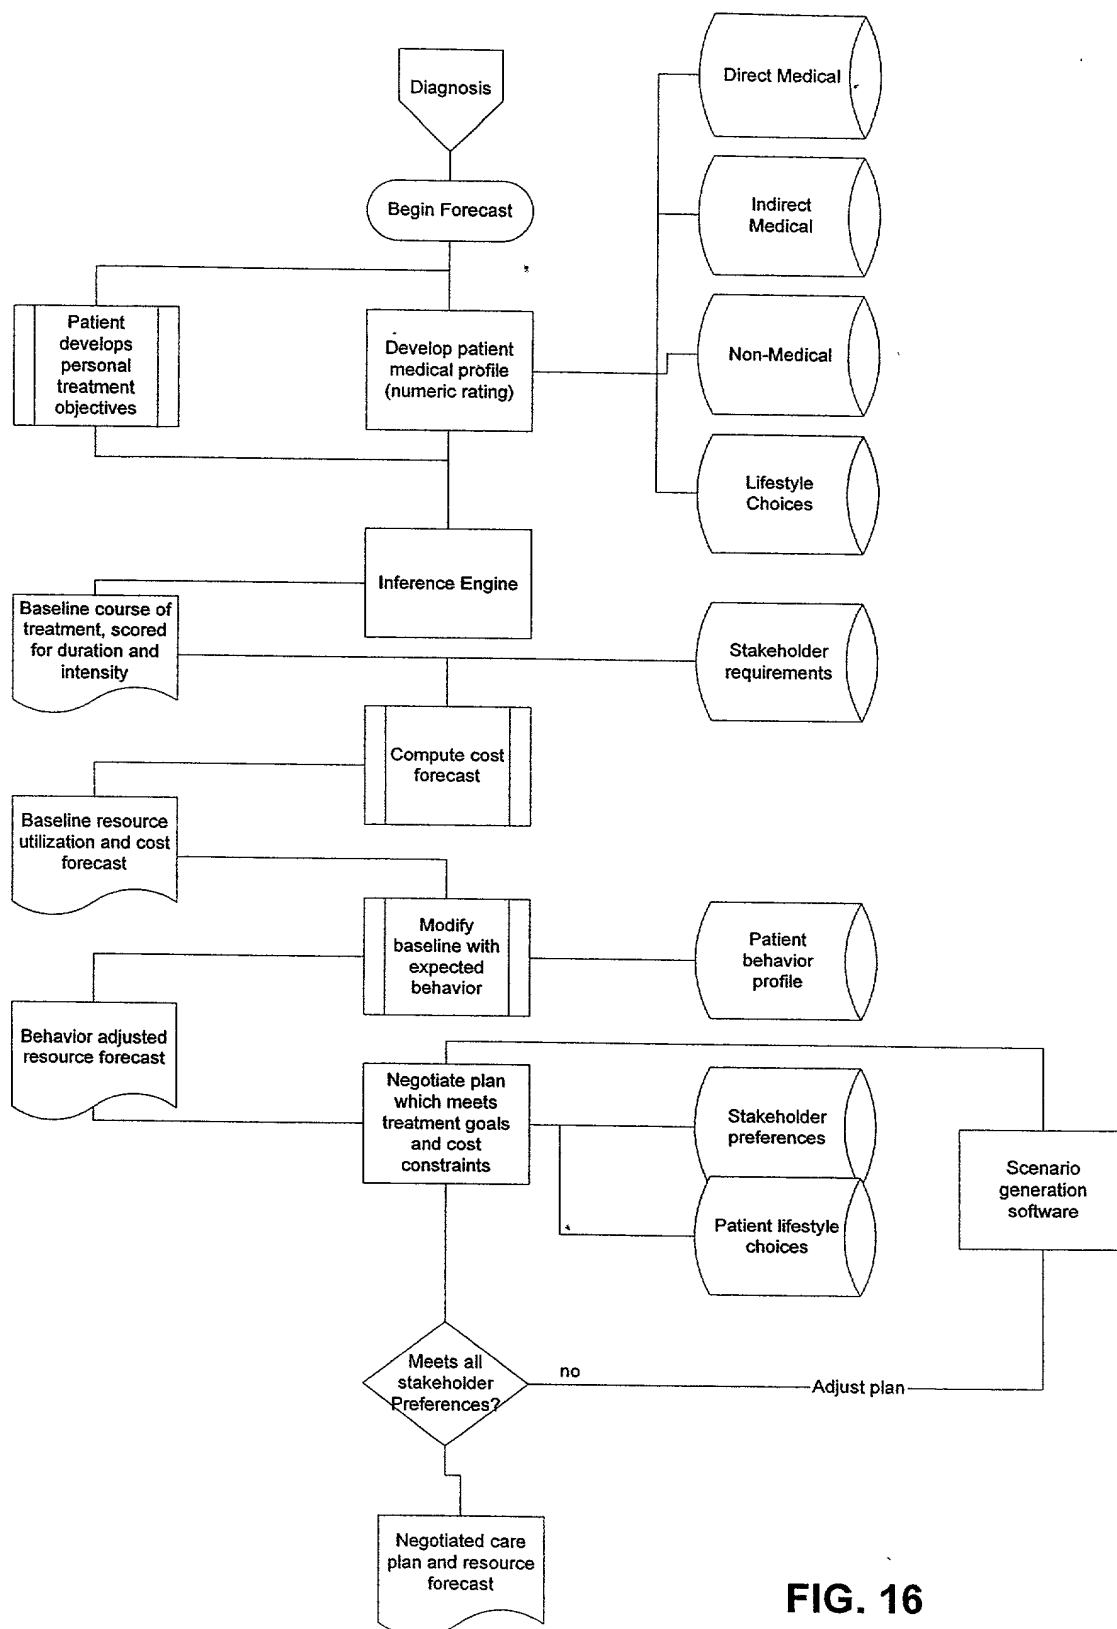 Diagnosis
Direct Medical
Begin Forecast
Indirect
Medical
Patient
develops
personal
treatment
objectives
Develop patient
medical profile
(numeric rating)
Non-Medical
Lifestyle
Choices
Inference Engine
Baseline course of
treatment, scored
for duration and
intensity
Stakeholder
requirements
Compute cost
forecast
Baseline resource
utilization and cost
forecast
Modify
baseline with
expected
behavior
Patient
behavior
profile
Behavior adjusted
resource forecast
Negotiate plan
which meets
treatment goals
and cost
constraints
Stakeholder
preferences
Scenario
generation
software
Patient lifestyle
choices
Meets all
stakeholder
Preferences?
no
Adjust plan
Negotiated care
plan and resource
forecast
FIG. 16